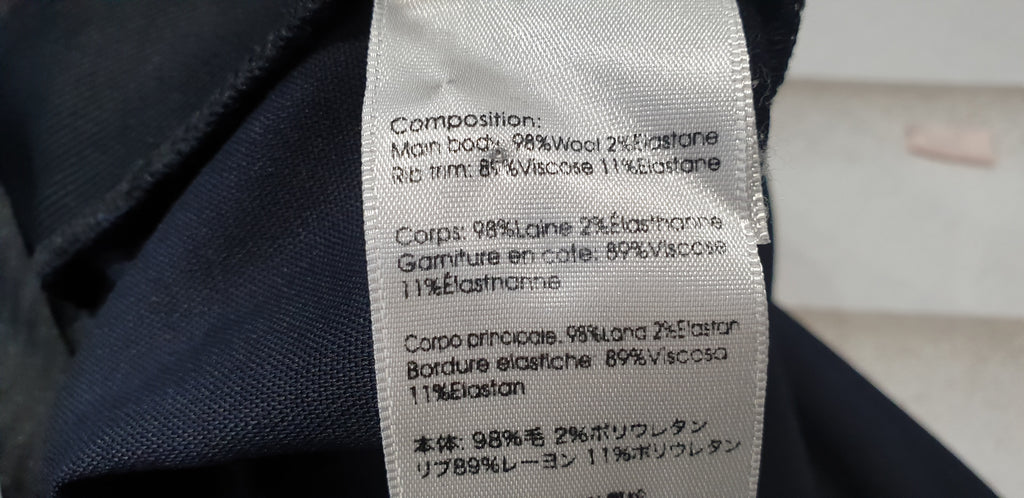 Composition:
Main body: 98%Wool 2%Elastane
Rib trim: 89%Viscose 11%Elastane
Corps: 98%Laine 2%Élasthanne
Garniture en cote: 89%Viscose
11%Élasthanne
Corpo principale: 98%Lana 2%Elastan
Bordure elastiche 89%Viscosa
11%Elastan
本体: 98%毛 2%ポリウレタン
リブ89%レーヨン 11%ポリウレタン